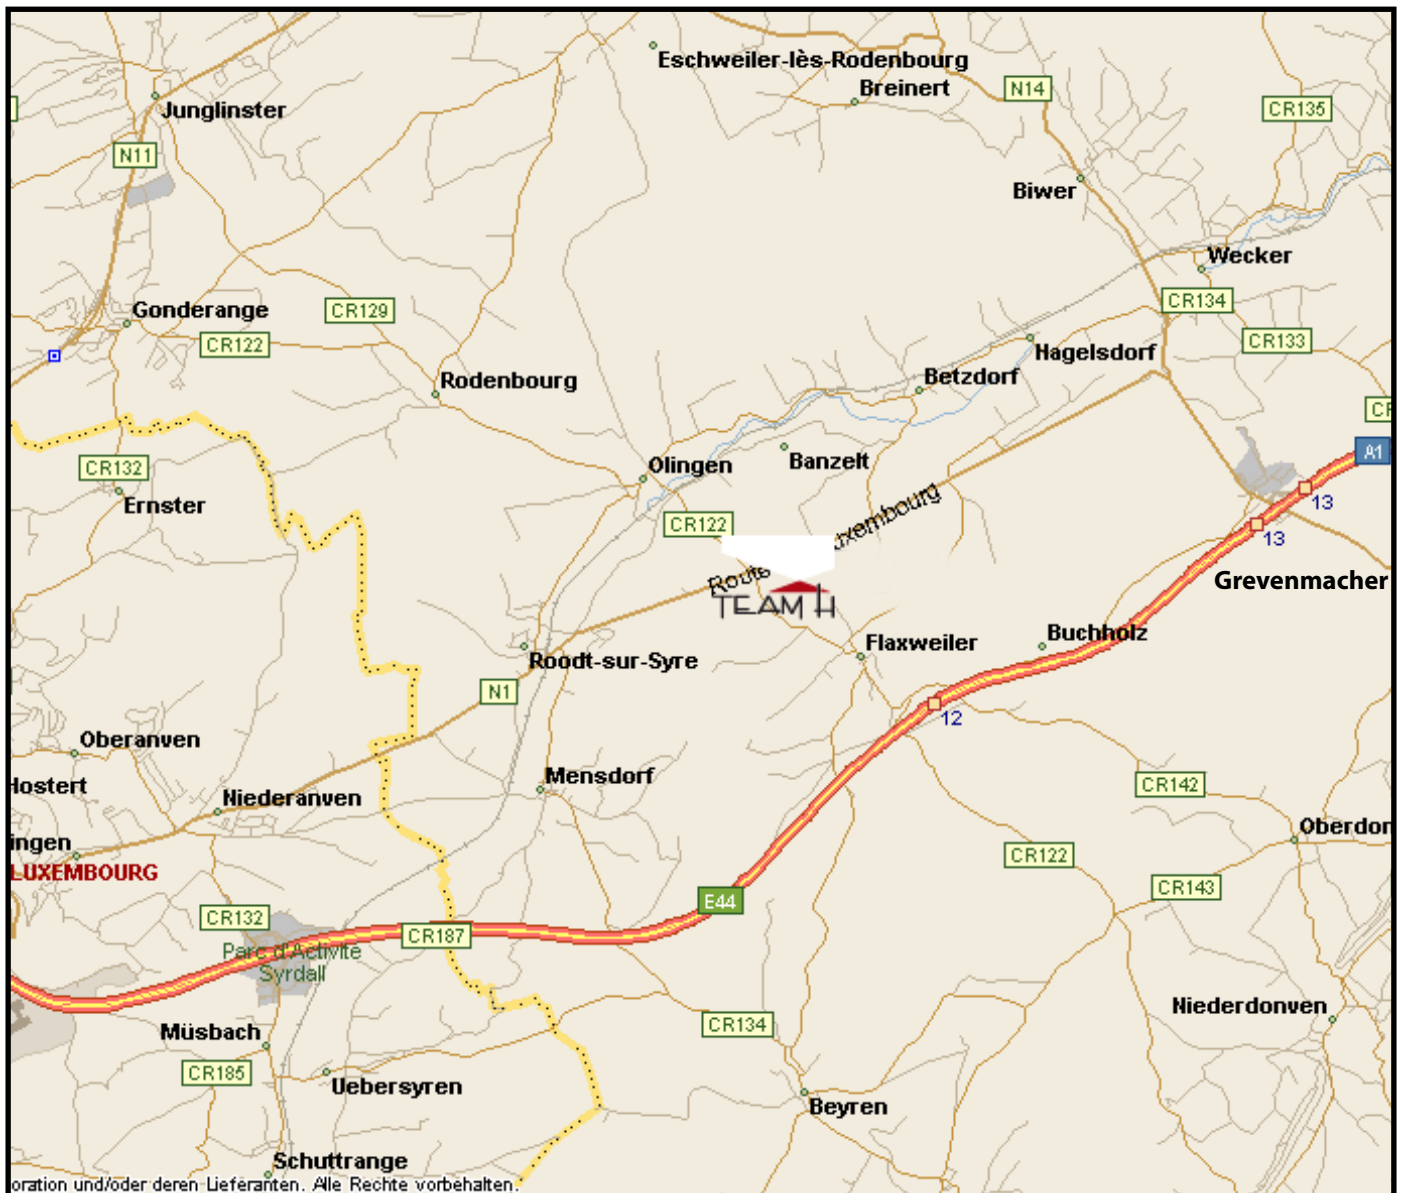 Eschweiler-lès-Rodenbourg
Breinert
N14
CR135
Junglinster
N11
Biwer
Wecker
CR134
Gonderange
CR129
CR122
CR133
Hagelsdorf
Betzdorf
Rodenbourg
A1
CR132
Olingen
Banzelt
Ernster
13
CR122
uxembourg
13
Route
Grevenmacher
TEAM H
Flaxweiler
Buchholz
Roodt-sur-Syre
N1
12
Oberanven
Mensdorf
Hostert
CR142
Niederanven
Oberdon
ingen
CR122
LUXEMBOURG
CR143
E44
CR132
CR187
Parc d'Activité
Syrdall
Niederdonven
CR134
Müsbach
CR185
Uebersyren
Beyren
Schuttrange
oration und/oder deren Lieferanten. Alle Rechte vorbehalten.